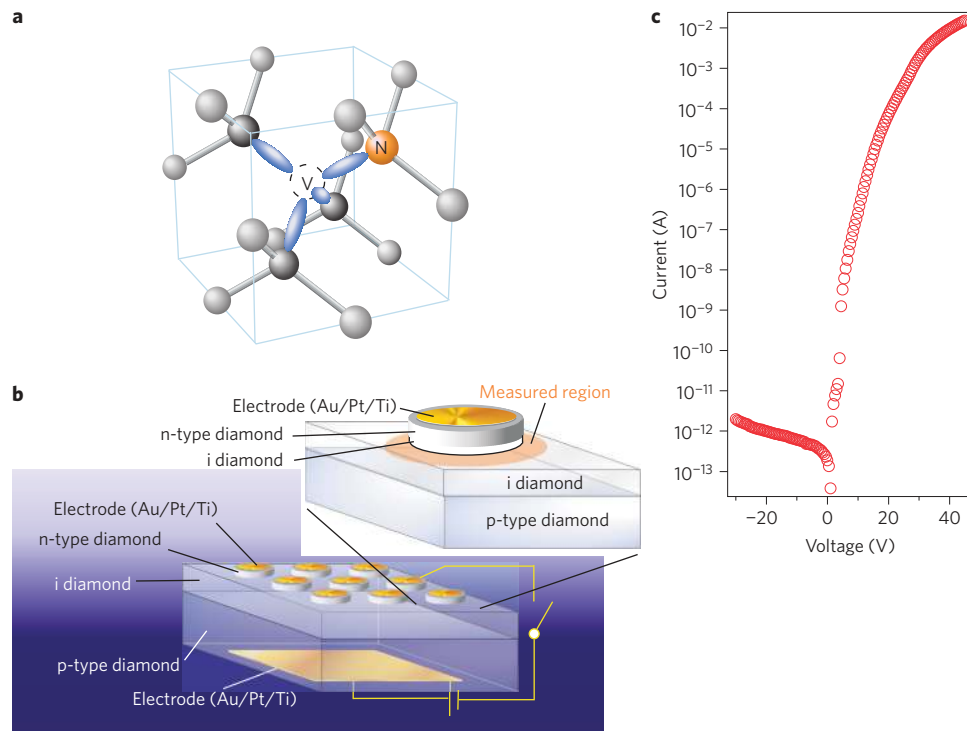 a
N
V
b
Electrode (Au/Pt/Ti)
n-type diamond
i diamond
Measured region
i diamond
p-type diamond
Electrode (Au/Pt/Ti)
n-type diamond
i diamond
p-type diamond
Electrode (Au/Pt/Ti)
c
Current (A)
10⁻²
10⁻³
10⁻⁴
10⁻⁵
10⁻⁶
10⁻⁷
10⁻⁸
10⁻⁹
10⁻¹⁰
10⁻¹¹
10⁻¹²
10⁻¹³
−20 0 20 40
Voltage (V)